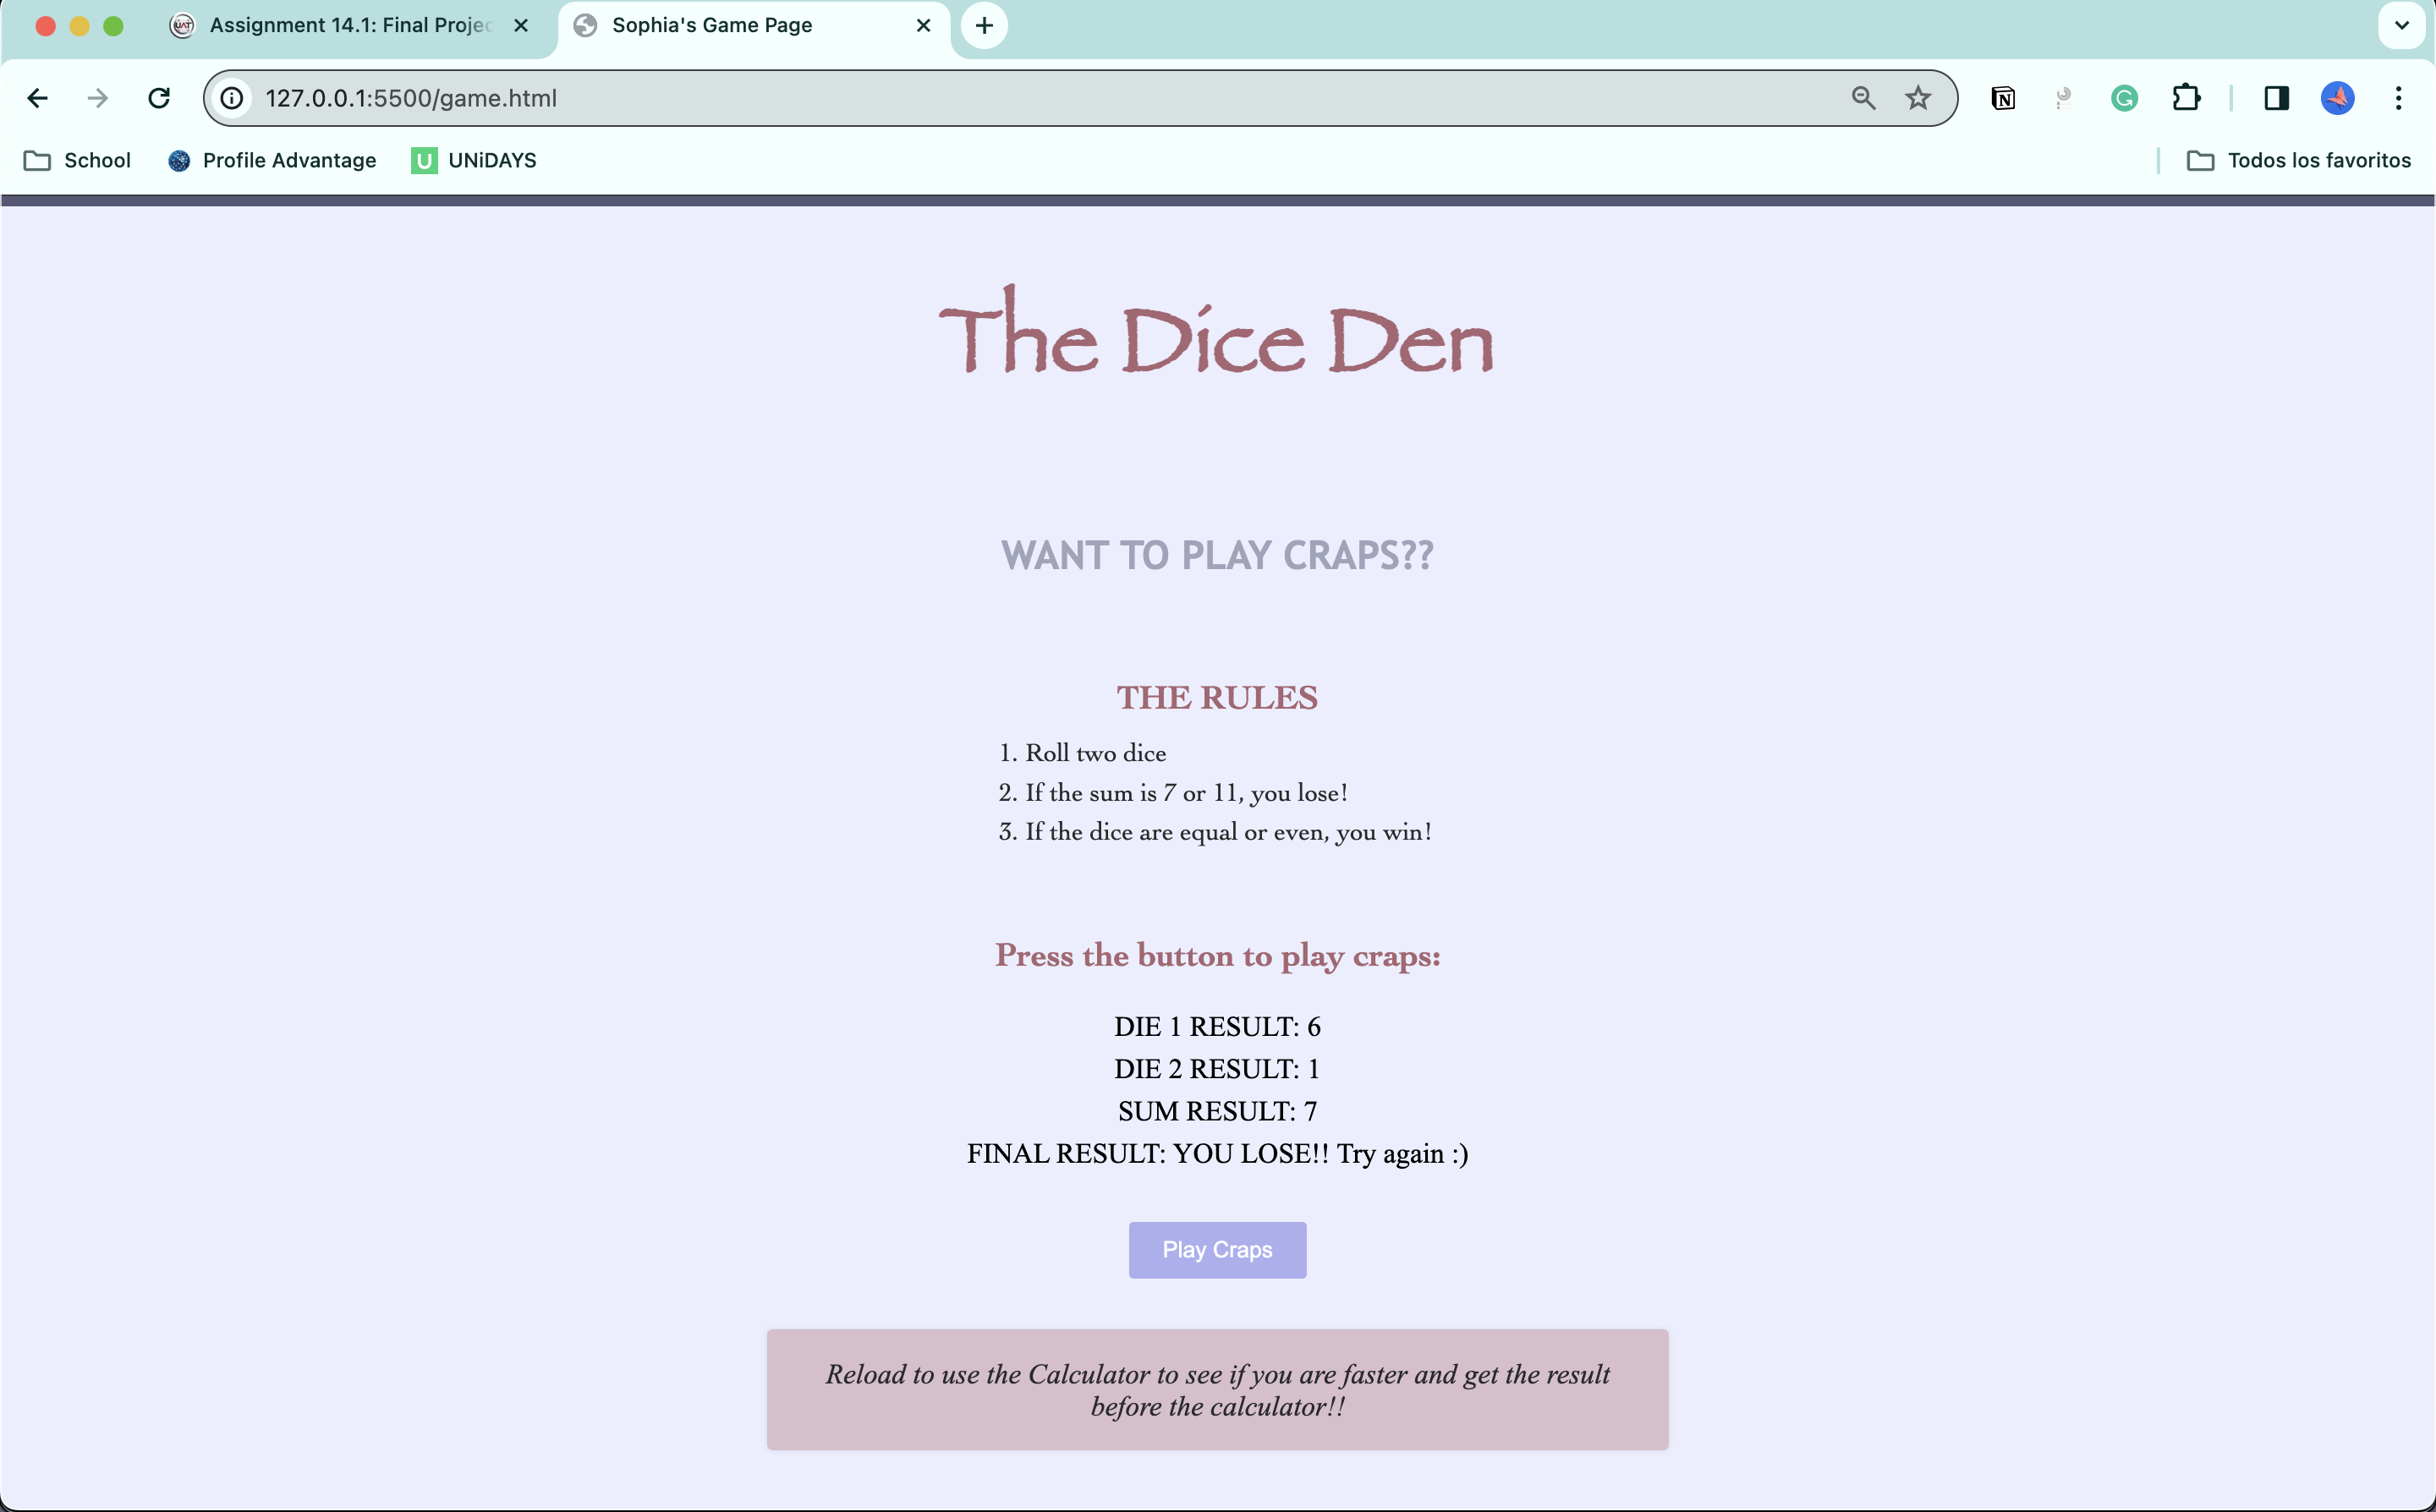 Assignment 14.1: Final Projec
Sophia's Game Page
127.0.0.1:5500/game.html
School
Profile Advantage
UNiDAYS
Todos los favoritos
The Dice Den
WANT TO PLAY CRAPS??
THE RULES
1. Roll two dice
2. If the sum is 7 or 11, you lose!
3. If the dice are equal or even, you win!
Press the button to play craps:
DIE 1 RESULT: 6
DIE 2 RESULT: 1
SUM RESULT: 7
FINAL RESULT: YOU LOSE!! Try again :)
Play Craps
Reload to use the Calculator to see if you are faster and get the result
before the calculator!!